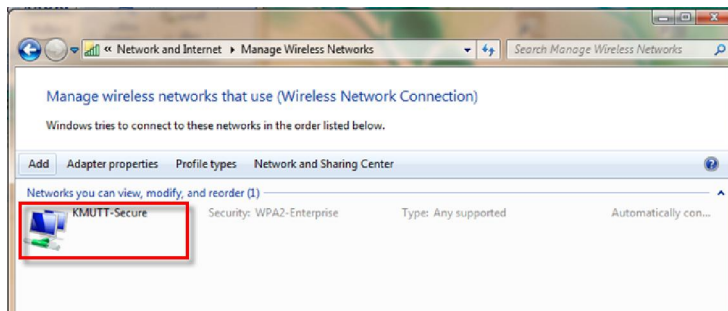 « Network and Internet ▸ Manage Wireless Networks
Search Manage Wireless Networks
Manage wireless networks that use (Wireless Network Connection)
Windows tries to connect to these networks in the order listed below.
Add Adapter properties Profile types Network and Sharing Center
Networks you can view, modify, and reorder (1)
KMUTT-Secure Security: WPA2-Enterprise Type: Any supported Automatically con...